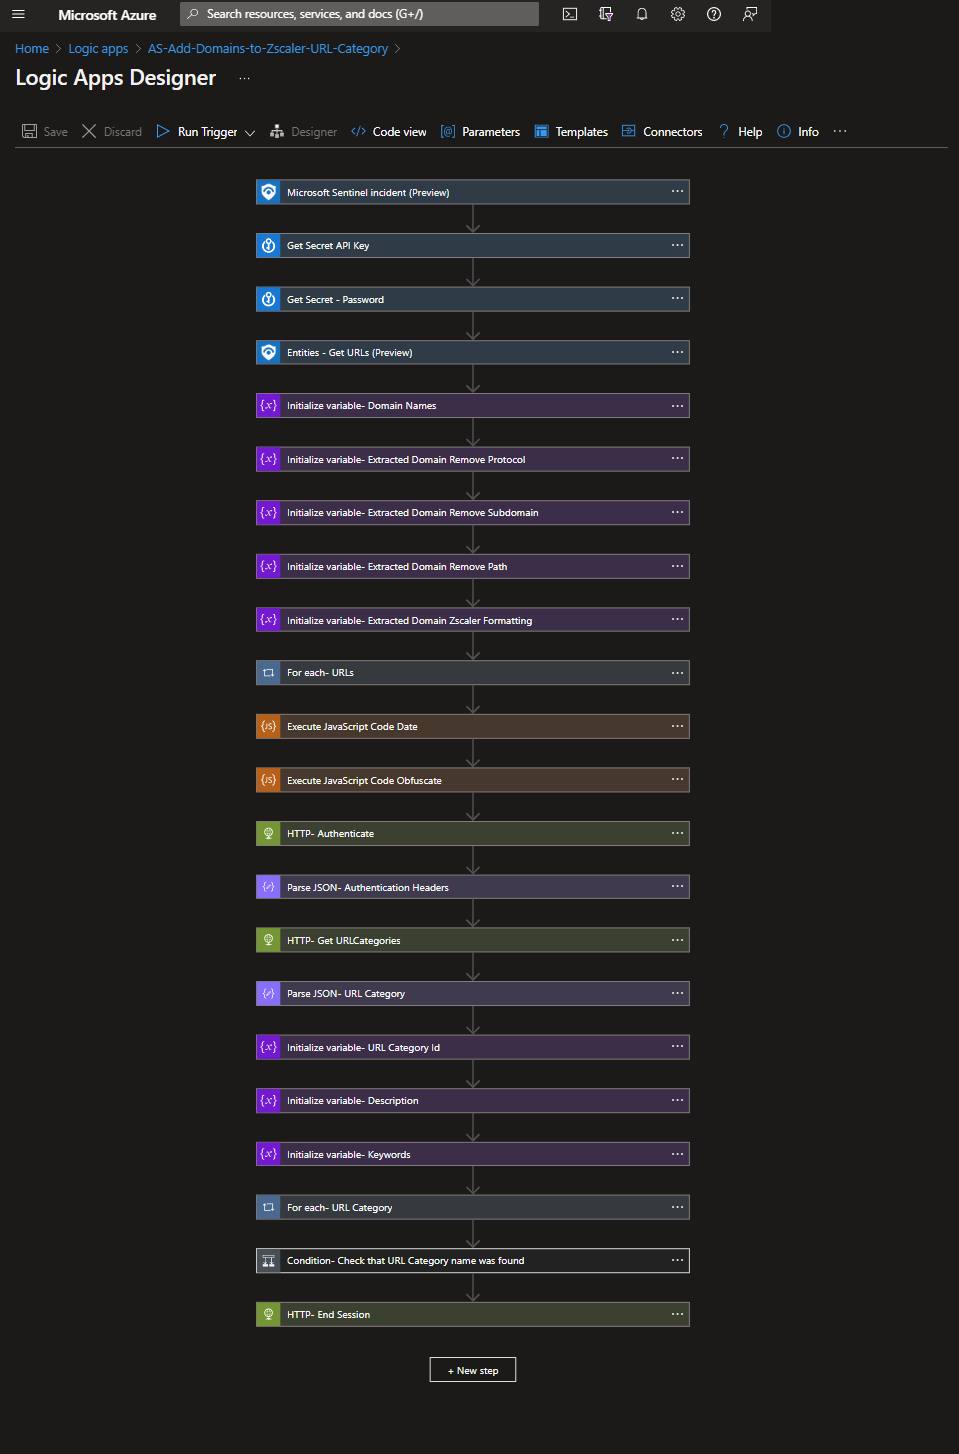 Microsoft Azure
Search resources, services, and docs (G+/)
Home > Logic apps > AS-Add-Domains-to-Zscaler-URL-Category >
Logic Apps Designer ...
Save Discard Run Trigger Designer Code view Parameters Templates Connectors Help Info ...
Microsoft Sentinel incident (Preview)
Get Secret API Key
Get Secret - Password
Entities - Get URLs (Preview)
Initialize variable- Domain Names
Initialize variable- Extracted Domain Remove Protocol
Initialize variable- Extracted Domain Remove Subdomain
Initialize variable- Extracted Domain Remove Path
Initialize variable- Extracted Domain Zscaler Formatting
For each- URLs
Execute JavaScript Code Date
Execute JavaScript Code Obfuscate
HTTP- Authenticate
Parse JSON- Authentication Headers
HTTP- Get URLCategories
Parse JSON- URL Category
Initialize variable- URL Category Id
Initialize variable- Description
Initialize variable- Keywords
For each- URL Category
Condition- Check that URL Category name was found
HTTP- End Session
+ New step